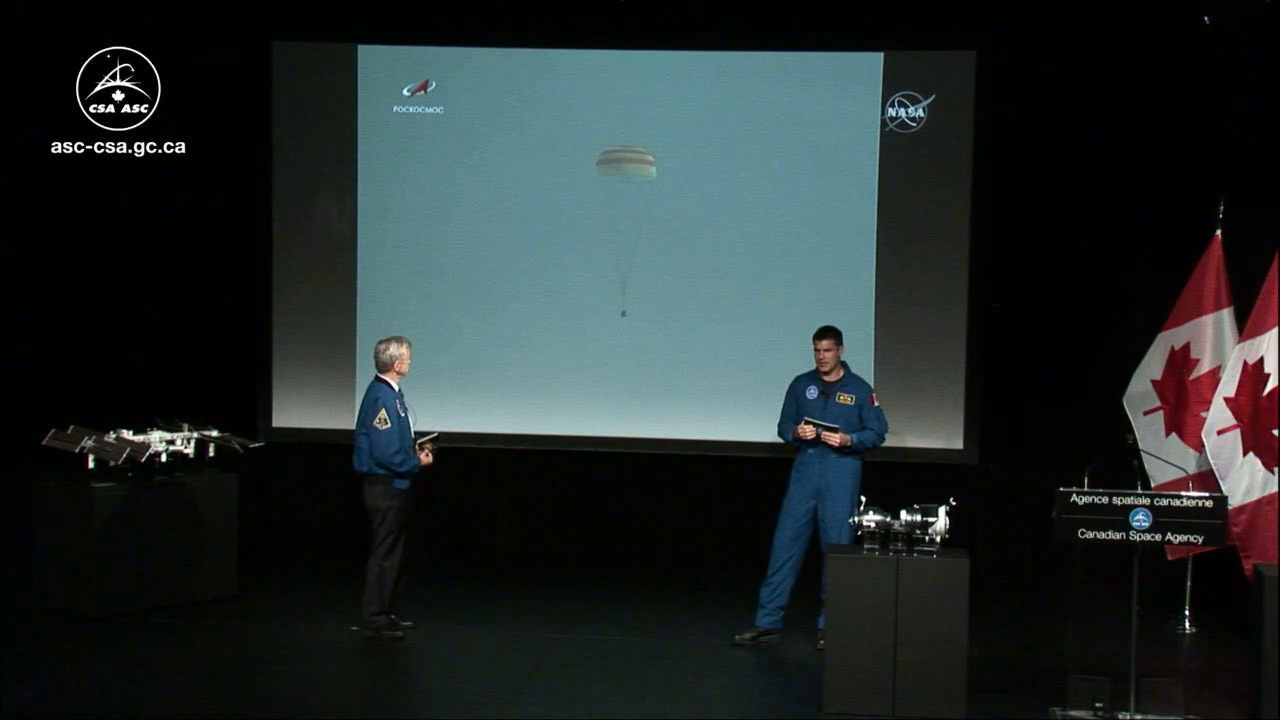 CSA ASC
asc-csa.gc.ca
РОСКОСМОС
NASA
Agence spatiale canadienne
Canadian Space Agency